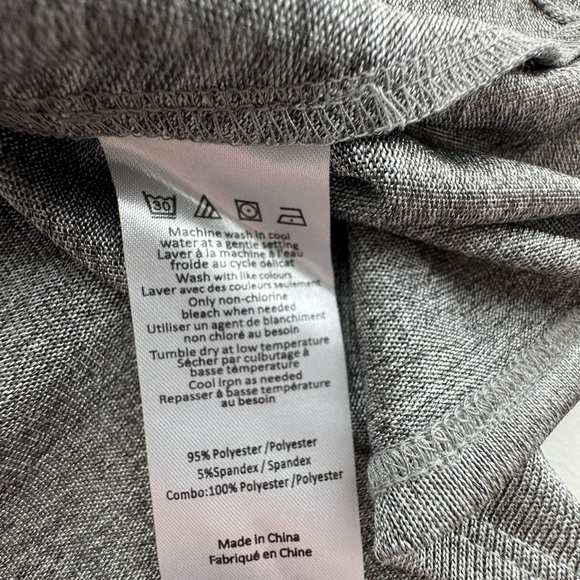 30
Machine wash in cool
water at a gentle setting
Laver à la machine à l'eau
froide au cycle délicat
Wash with like colours
Laver avec des couleurs seulement
Only non-chlorine
bleach when needed
Utiliser un agent de blanchiment
non chloré au besoin
Tumble dry at low temperature
Sécher par culbutage à
basse température
Cool iron as needed
Repasser à basse température
au besoin
95% Polyester /Polyester
5%Spandex / Spandex
Combo:100% Polyester /Polyester
Made in China
Fabriqué en Chine